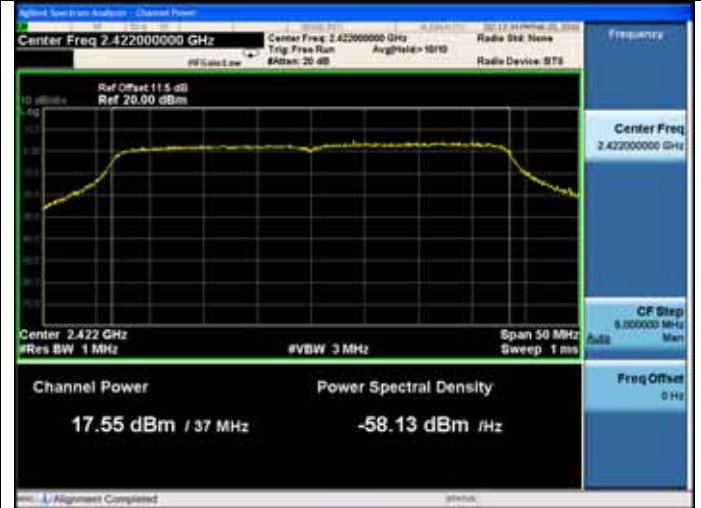 Agilent Spectrum Analyzer - Channel Power
Center Freq 2.422000000 GHz
Center Freq: 2.422000000 GHz
Trig: Free Run Avg|Hold:>10/10
#IFGain:Low
#Atten: 20 dB
Radio Std: None
Radio Device: BTS
Ref Offset 11.5 dB
10 dB/div Ref 20.00 dBm
Log
Center 2.422 GHz
Span 50 MHz
#Res BW 1 MHz
#VBW 3 MHz
Sweep 1 ms
Channel Power
17.55 dBm / 37 MHz
Power Spectral Density
-58.13 dBm /Hz
Alignment Completed
STATUS
Frequency
Center Freq
2.422000000 GHz
CF Step
5.000000 MHz
Auto Man
Freq Offset
0 Hz